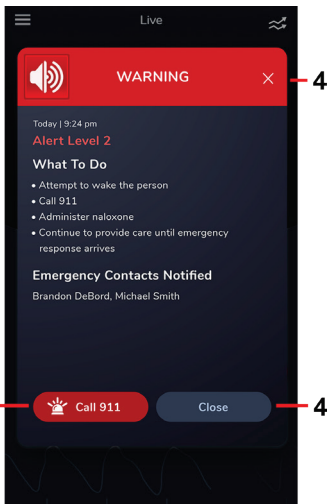 Live
WARNING
4
Today | 9:24 pm
Alert Level 2
What To Do
• Attempt to wake the person
• Call 911
• Administer naloxone
• Continue to provide care until emergency
response arrives
Emergency Contacts Notified
Brandon DeBord, Michael Smith
Call 911
Close
4